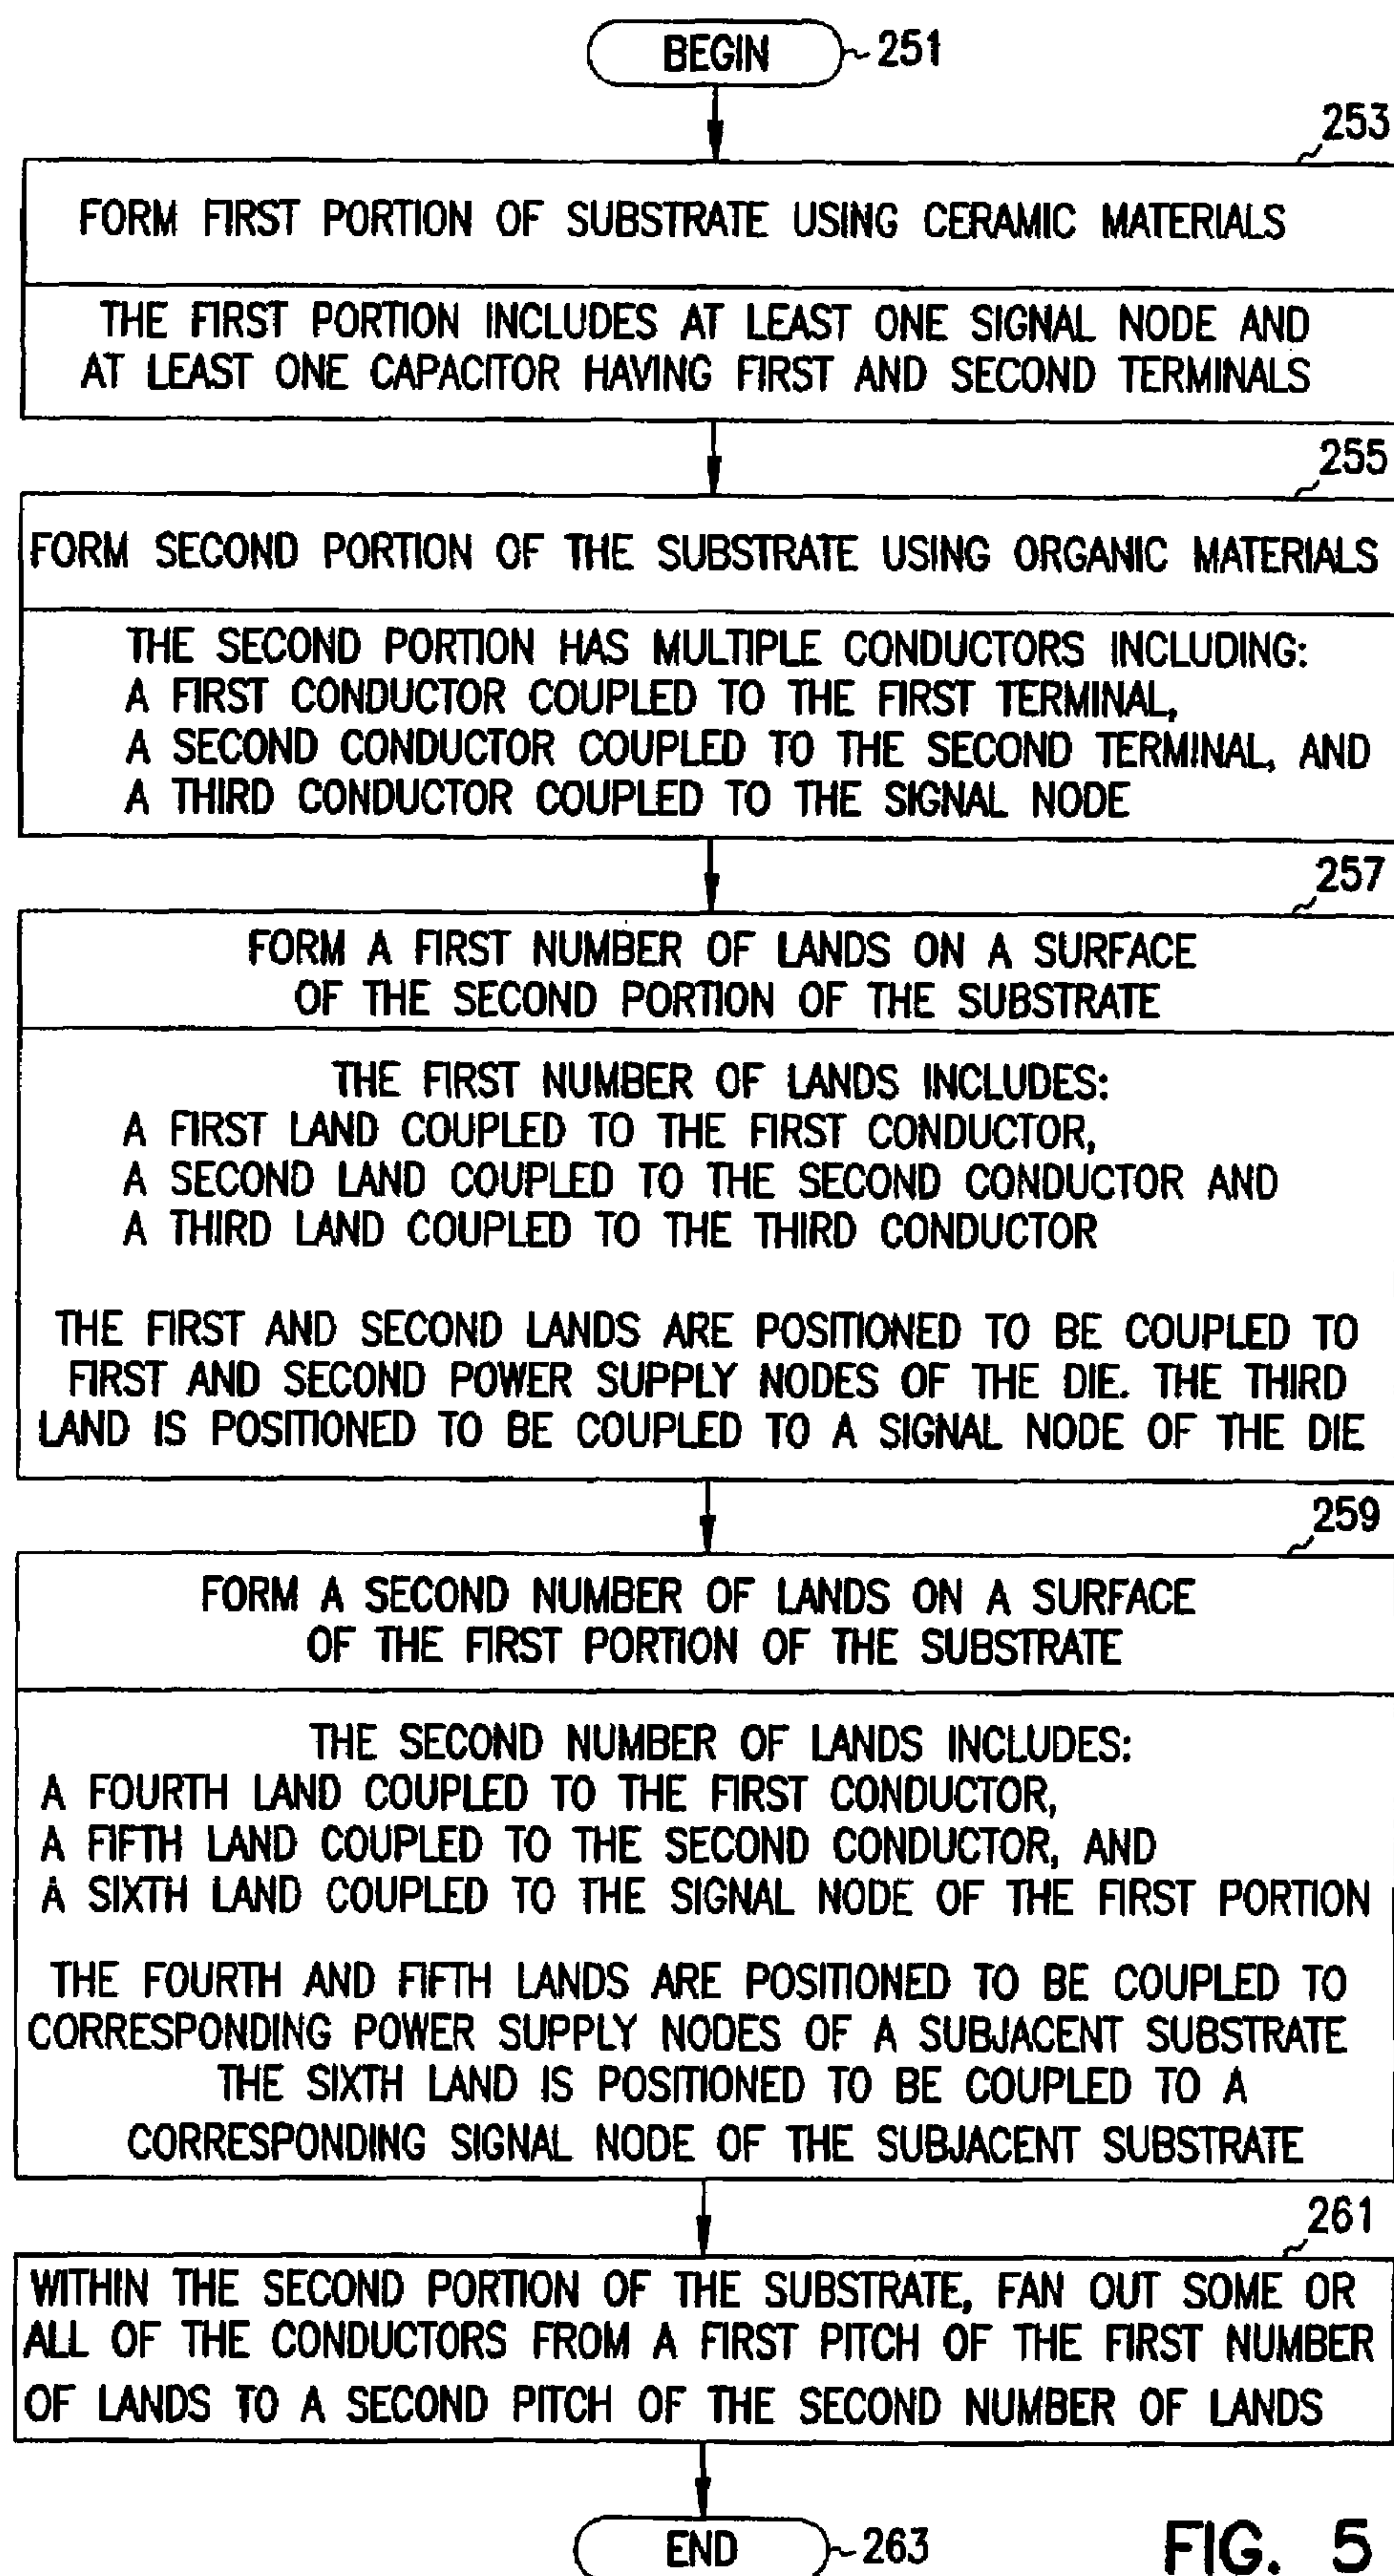 BEGIN
251
253
FORM FIRST PORTION OF SUBSTRATE USING CERAMIC MATERIALS
THE FIRST PORTION INCLUDES AT LEAST ONE SIGNAL NODE AND
AT LEAST ONE CAPACITOR HAVING FIRST AND SECOND TERMINALS
255
FORM SECOND PORTION OF THE SUBSTRATE USING ORGANIC MATERIALS
THE SECOND PORTION HAS MULTIPLE CONDUCTORS INCLUDING:
A FIRST CONDUCTOR COUPLED TO THE FIRST TERMINAL,
A SECOND CONDUCTOR COUPLED TO THE SECOND TERMINAL, AND
A THIRD CONDUCTOR COUPLED TO THE SIGNAL NODE
257
FORM A FIRST NUMBER OF LANDS ON A SURFACE
OF THE SECOND PORTION OF THE SUBSTRATE
THE FIRST NUMBER OF LANDS INCLUDES:
A FIRST LAND COUPLED TO THE FIRST CONDUCTOR,
A SECOND LAND COUPLED TO THE SECOND CONDUCTOR AND
A THIRD LAND COUPLED TO THE THIRD CONDUCTOR
THE FIRST AND SECOND LANDS ARE POSITIONED TO BE COUPLED TO
FIRST AND SECOND POWER SUPPLY NODES OF THE DIE. THE THIRD
LAND IS POSITIONED TO BE COUPLED TO A SIGNAL NODE OF THE DIE
259
FORM A SECOND NUMBER OF LANDS ON A SURFACE
OF THE FIRST PORTION OF THE SUBSTRATE
THE SECOND NUMBER OF LANDS INCLUDES:
A FOURTH LAND COUPLED TO THE FIRST CONDUCTOR,
A FIFTH LAND COUPLED TO THE SECOND CONDUCTOR, AND
A SIXTH LAND COUPLED TO THE SIGNAL NODE OF THE FIRST PORTION
THE FOURTH AND FIFTH LANDS ARE POSITIONED TO BE COUPLED TO
CORRESPONDING POWER SUPPLY NODES OF A SUBJACENT SUBSTRATE
THE SIXTH LAND IS POSITIONED TO BE COUPLED TO A
CORRESPONDING SIGNAL NODE OF THE SUBJACENT SUBSTRATE
261
WITHIN THE SECOND PORTION OF THE SUBSTRATE, FAN OUT SOME OR
ALL OF THE CONDUCTORS FROM A FIRST PITCH OF THE FIRST NUMBER
OF LANDS TO A SECOND PITCH OF THE SECOND NUMBER OF LANDS
END
263
FIG. 5